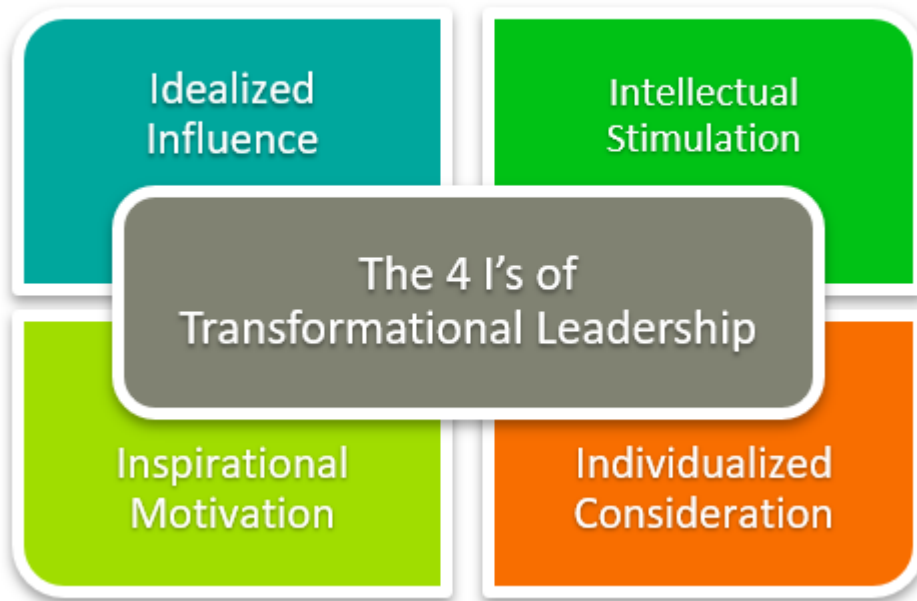 Idealized
Influence
Intellectual
Stimulation
The 4 I’s of
Transformational Leadership
Inspirational
Motivation
Individualized
Consideration